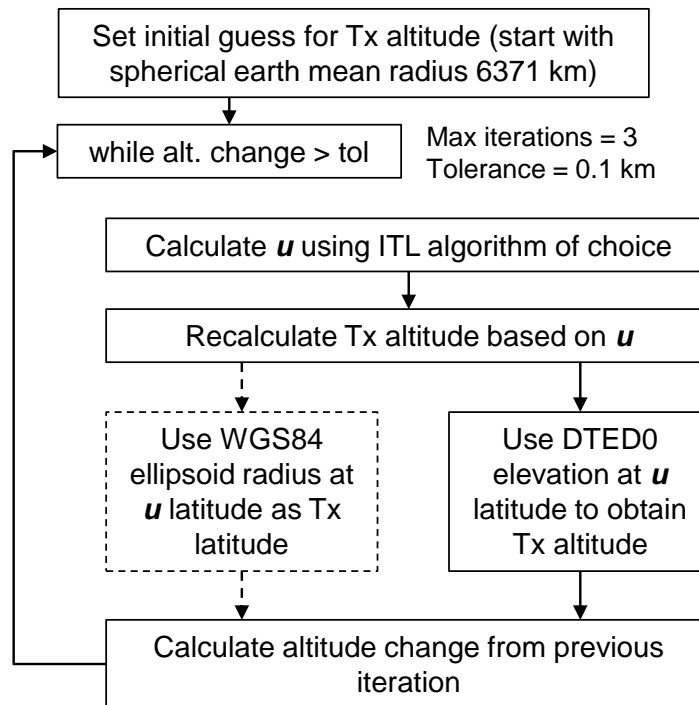 Set initial guess for Tx altitude (start with
spherical earth mean radius 6371 km)
while alt. change > tol
Max iterations = 3
Tolerance = 0.1 km
Calculate u using ITL algorithm of choice
Recalculate Tx altitude based on u
Use WGS84
ellipsoid radius at
u latitude as Tx
latitude
Use DTED0
elevation at u
latitude to obtain
Tx altitude
Calculate altitude change from previous
iteration